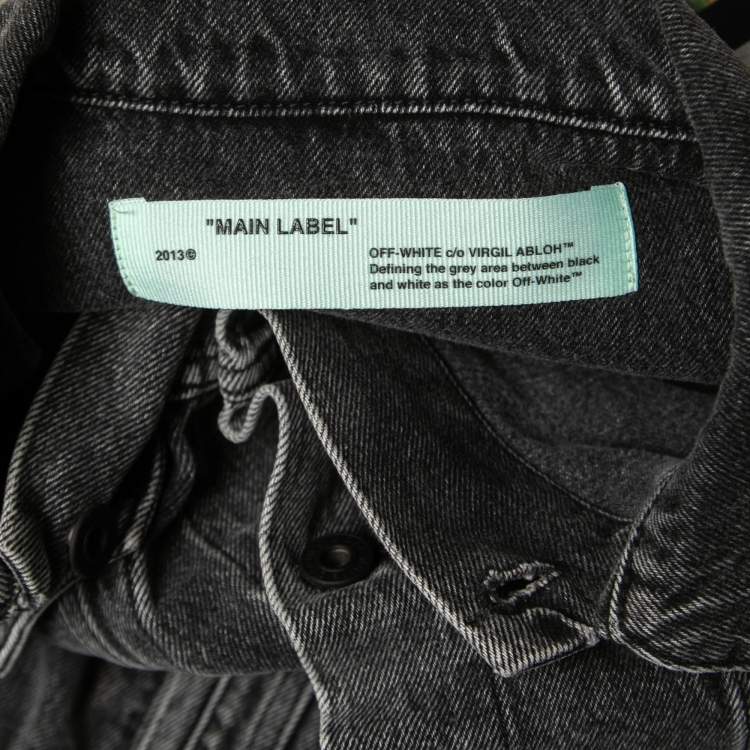 "MAIN LABEL"
2013©
OFF-WHITE c/o VIRGIL ABLOH™
Defining the grey area between black
and white as the color Off-White™